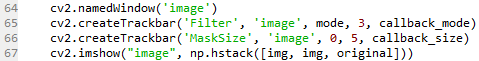 64 cv2.namedWindow('image')
65 cv2.createTrackbar('Filter', 'image', mode, 3, callback_mode)
66 cv2.createTrackbar('MaskSize', 'image', 0, 5, callback_size)
67 cv2.imshow("image", np.hstack([img, img, original]))